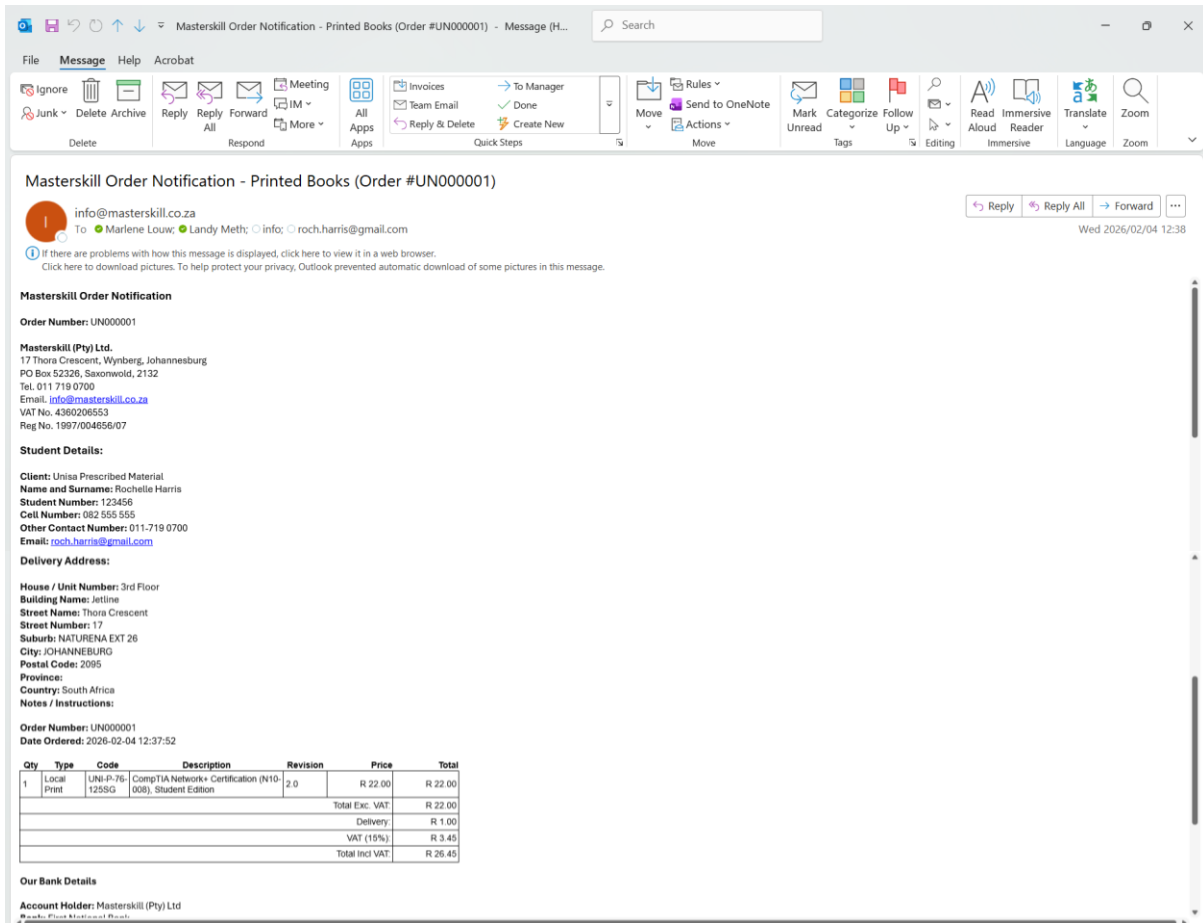 Masterskill Order Notification - Printed Books (Order #UN000001) - Message (H...
Search
File Message Help Acrobat
Ignore
Junk
Delete
Archive
Reply
Reply All
Forward
Meeting
IM
More
All Apps
Invoices
Team Email
Reply & Delete
To Manager
Done
Create New
Move
Rules
Send to OneNote
Actions
Mark Unread
Categorize
Follow Up
Read Aloud
Immersive Reader
Translate
Zoom
Delete Respond Apps Quick Steps Move Tags Editing Immersive Language Zoom
Masterskill Order Notification - Printed Books (Order #UN000001)
I
info@masterskill.co.za
To Marlene Louw; Landy Meth; info; roch.harris@gmail.com
Reply Reply All Forward ...
Wed 2026/02/04 12:38
If there are problems with how this message is displayed, click here to view it in a web browser.
Click here to download pictures. To help protect your privacy, Outlook prevented automatic download of some pictures in this message.
Masterskill Order Notification
Order Number: UN000001
Masterskill (Pty) Ltd.
17 Thora Crescent, Wynberg, Johannesburg
PO Box 52326, Saxonwold, 2132
Tel. 011 719 0700
Email. info@masterskill.co.za
VAT No. 4360206553
Reg No. 1997/004656/07
Student Details:
Client: Unisa Prescribed Material
Name and Surname: Rochelle Harris
Student Number: 123456
Cell Number: 082 555 555
Other Contact Number: 011-719 0700
Email: roch.harris@gmail.com
Delivery Address:
House / Unit Number: 3rd Floor
Building Name: Jetline
Street Name: Thora Crescent
Street Number: 17
Suburb: NATURENA EXT 26
City: JOHANNEBURG
Postal Code: 2095
Province:
Country: South Africa
Notes / Instructions:
Order Number: UN000001
Date Ordered: 2026-02-04 12:37:52
Qty Type Code Description Revision Price Total
1 Local Print UNI-P-76-125SG CompTIA Network+ Certification (N10-008), Student Edition 2.0 R 22.00 R 22.00
Total Exc. VAT: R 22.00
Delivery: R 1.00
VAT (15%): R 3.45
Total Incl VAT: R 26.45
Our Bank Details
Account Holder: Masterskill (Pty) Ltd
Bank: First National Bank